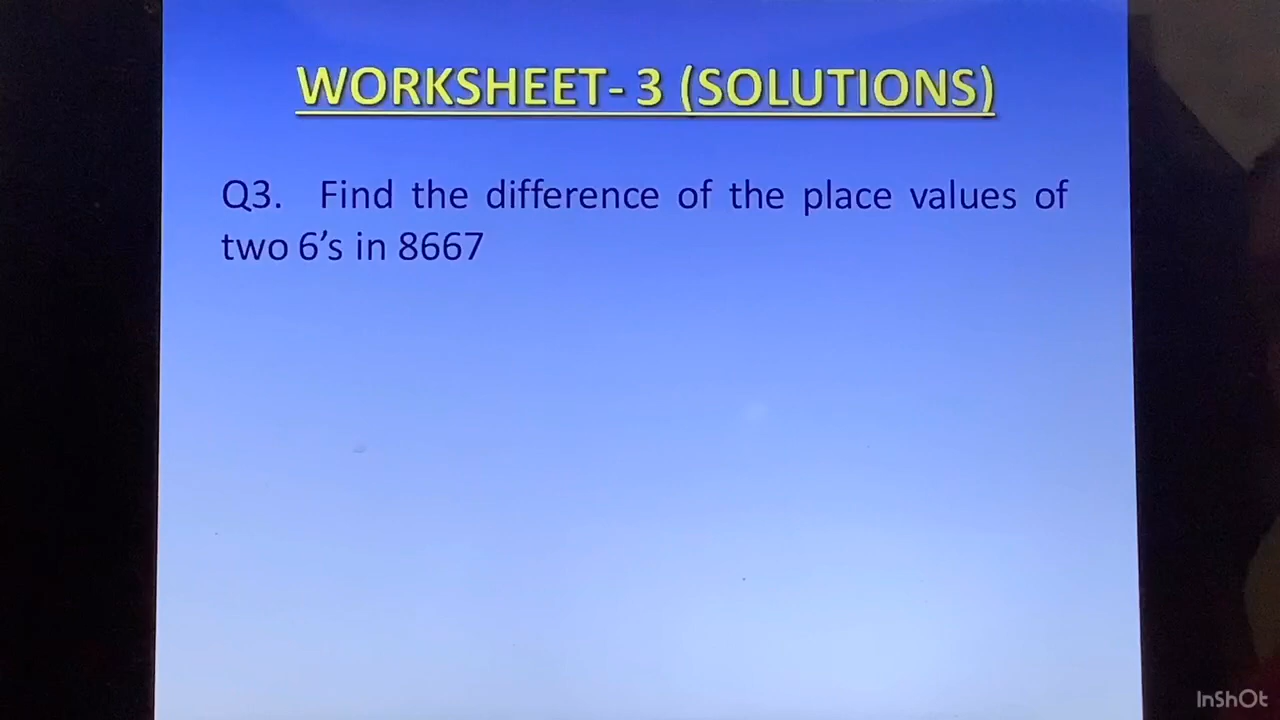 WORKSHEET- 3 (SOLUTIONS)
Q3. Find the difference of the place values of
two 6’s in 8667
InShOt